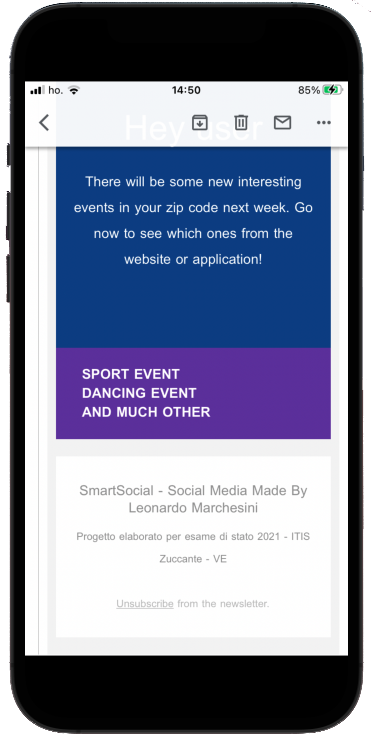 ho.
14:50
85%
Hey user
There will be some new interesting
events in your zip code next week. Go
now to see which ones from the
website or application!
SPORT EVENT
DANCING EVENT
AND MUCH OTHER
SmartSocial - Social Media Made By
Leonardo Marchesini
Progetto elaborato per esame di stato 2021 - ITIS
Zuccante - VE
Unsubscribe from the newsletter.